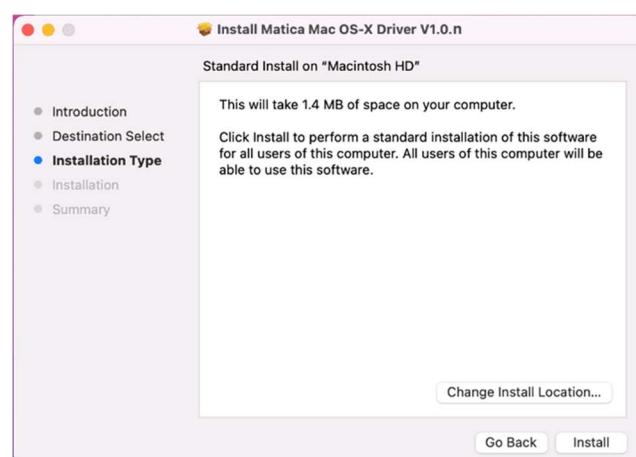 Install Matica Mac OS-X Driver V1.0.n
Standard Install on "Macintosh HD"
Introduction
Destination Select
Installation Type
Installation
Summary
This will take 1.4 MB of space on your computer.
Click Install to perform a standard installation of this software
for all users of this computer. All users of this computer will be
able to use this software.
Change Install Location...
Go Back
Install